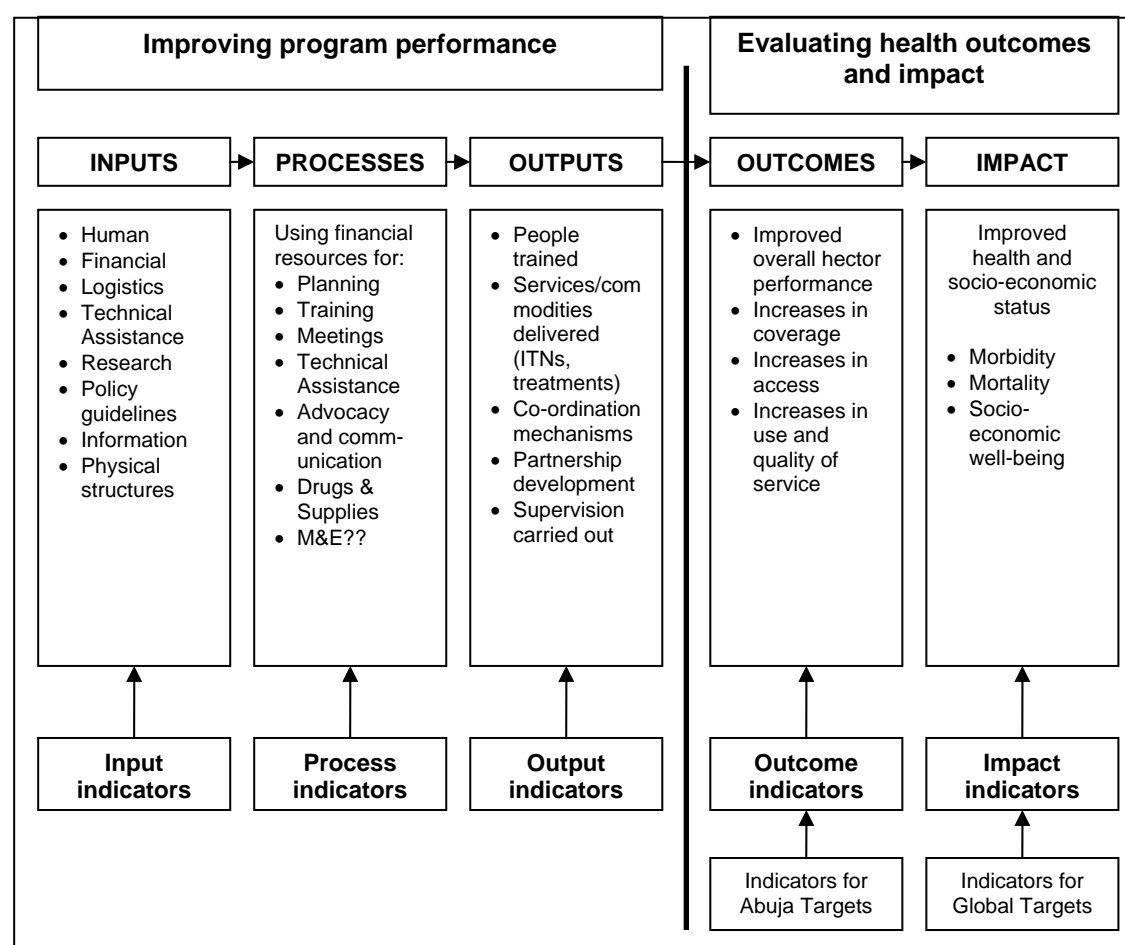 Improving program performance
Evaluating health outcomes
and impact
INPUTS
PROCESSES
OUTPUTS
OUTCOMES
IMPACT
• Human
• Financial
• Logistics
• Technical
Assistance
• Research
• Policy
guidelines
• Information
• Physical
structures
Using financial
resources for:
• Planning
• Training
• Meetings
• Technical
Assistance
• Advocacy
and comm-
unication
• Drugs &
Supplies
• M&E??
• People
trained
• Services/com
modities
delivered
(ITNs,
treatments)
• Co-ordination
mechanisms
• Partnership
development
• Supervision
carried out
• Improved
overall hector
performance
• Increases in
coverage
• Increases in
access
• Increases in
use and
quality of
service
Improved
health and
socio-economic
status
• Morbidity
• Mortality
• Socio-
economic
well-being
Input
indicators
Process
indicators
Output
indicators
Outcome
indicators
Impact
indicators
Indicators for
Abuja Targets
Indicators for
Global Targets